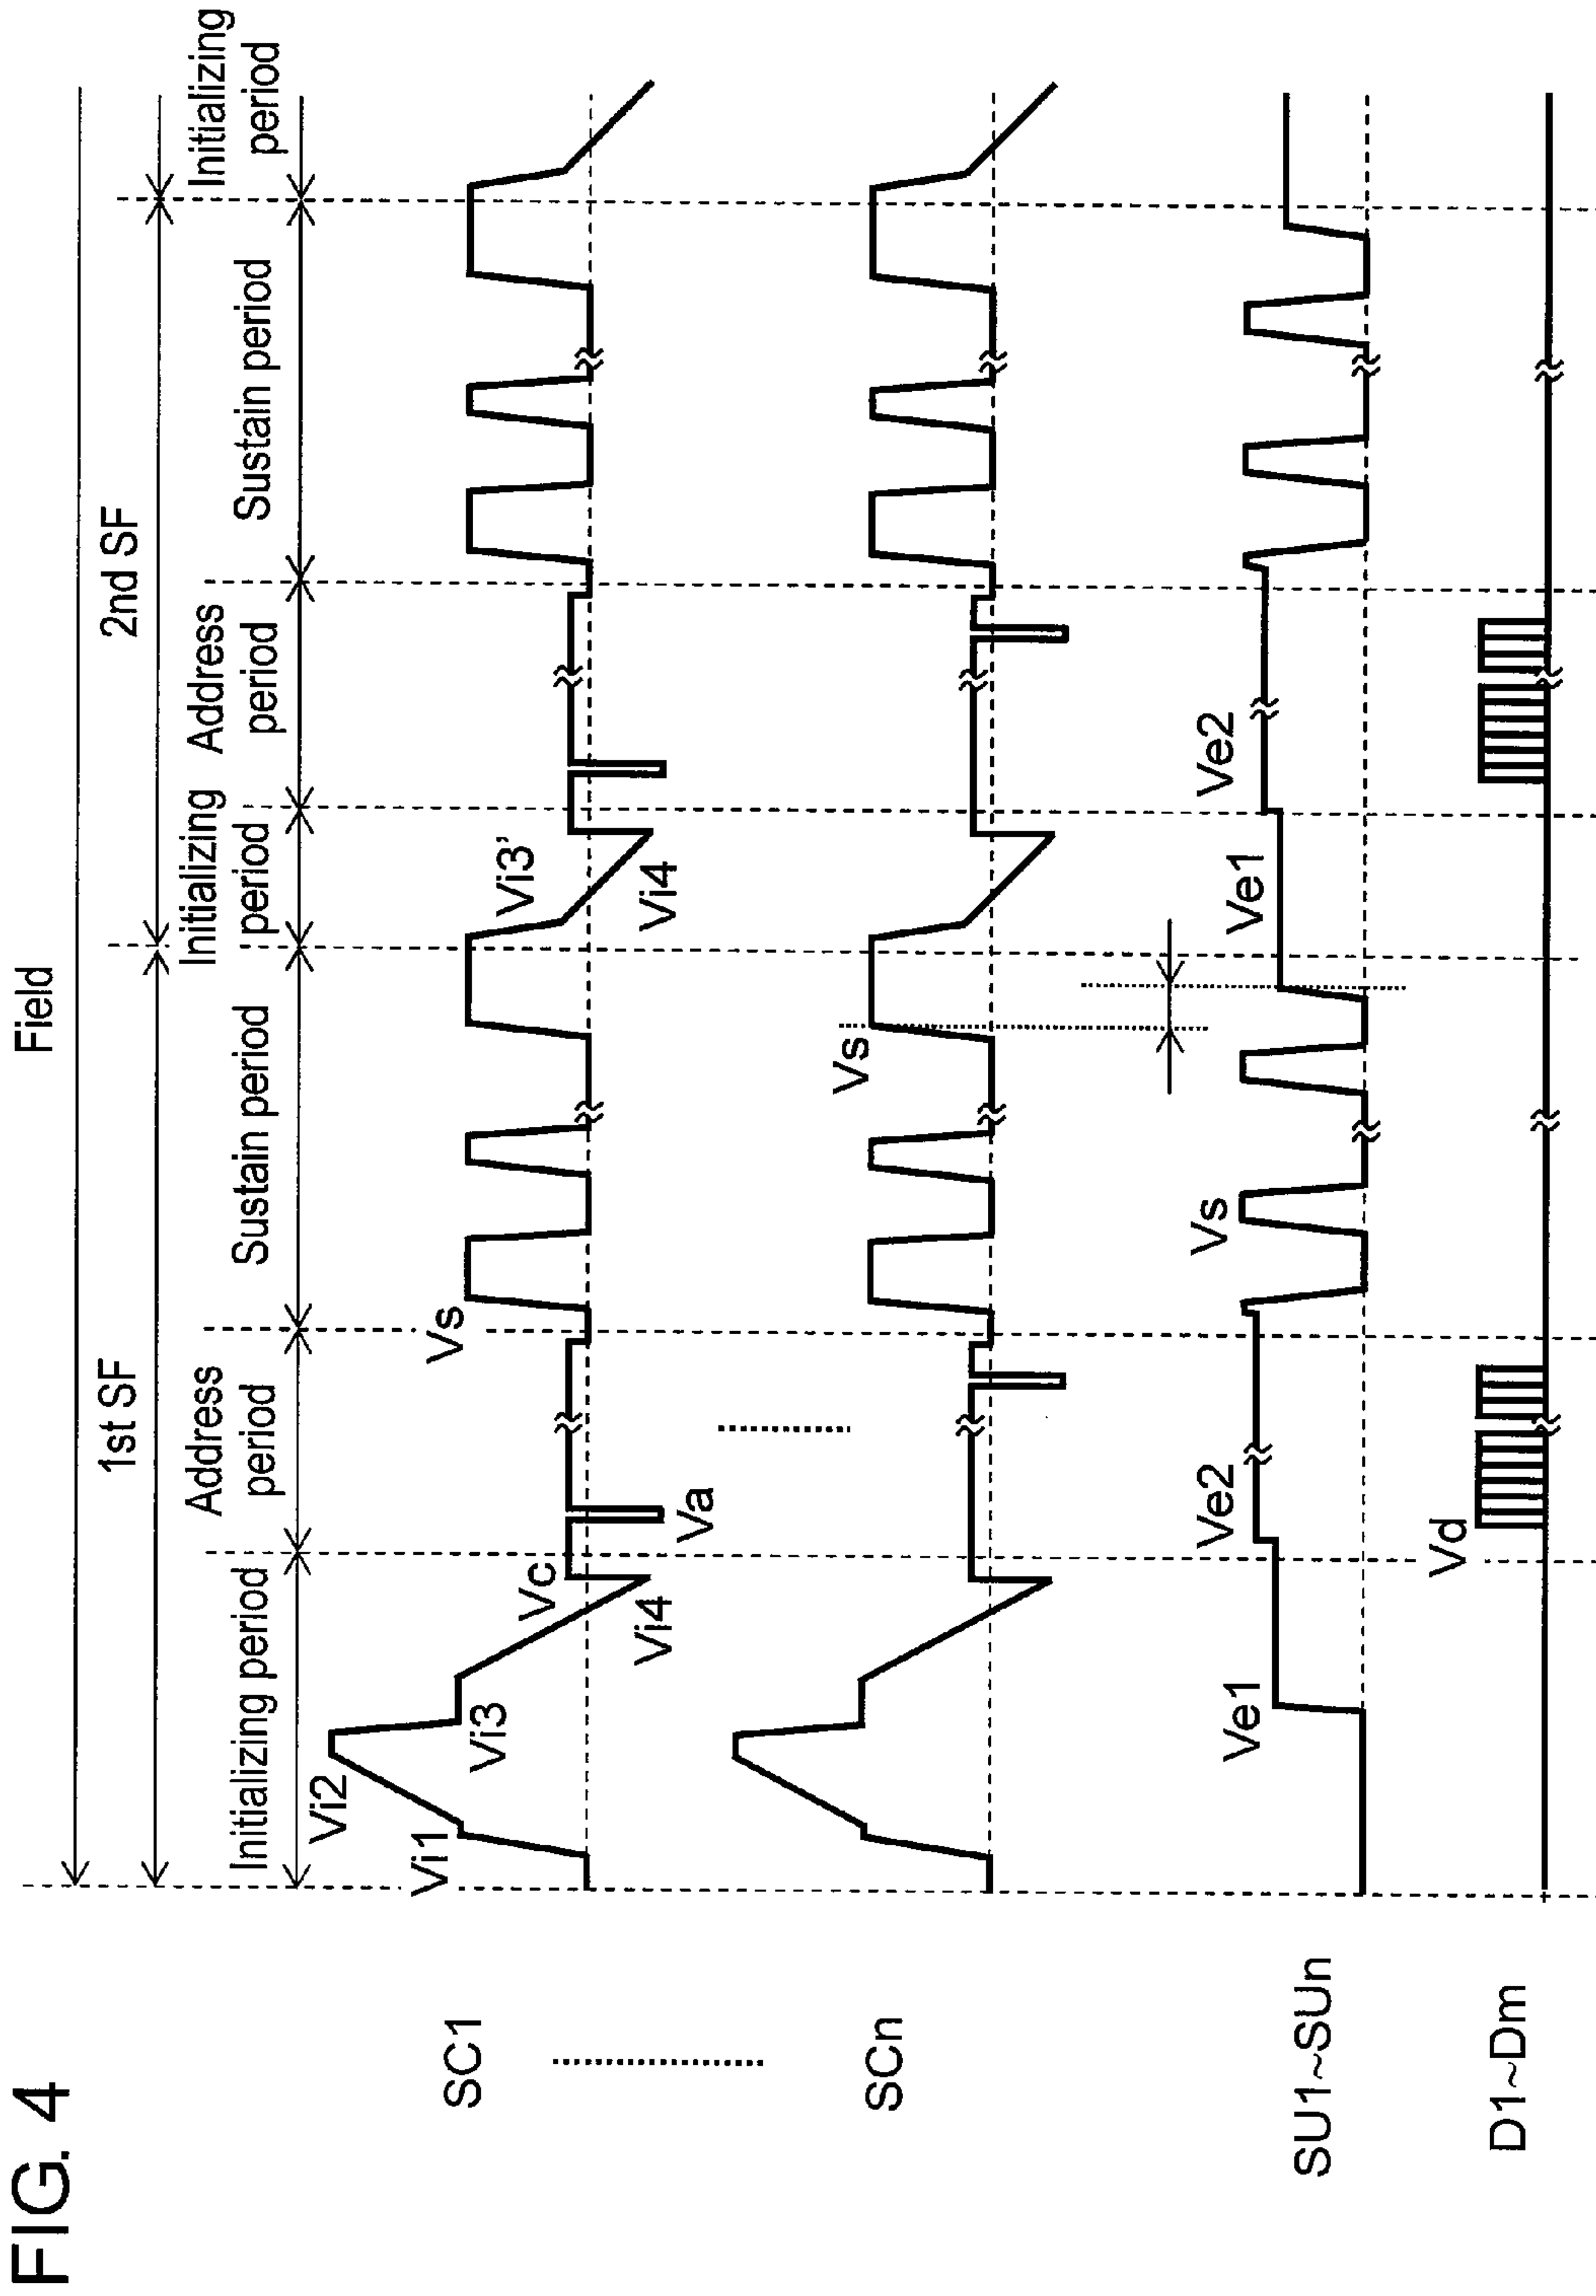 FIG. 4
Field
1st SF
2nd SF
Initializing period
Address
period
Sustain period
Initializing
period
Address
period
Sustain period
Initializing
period
SC1
Vi1
Vi2
Vi3
Vi4
Vc
Va
Vs
Vi3'
Vi4
SCn
Vs
SU1~SUn
Ve1
Ve2
Vs
Ve1
Ve2
D1~Dm
Vd